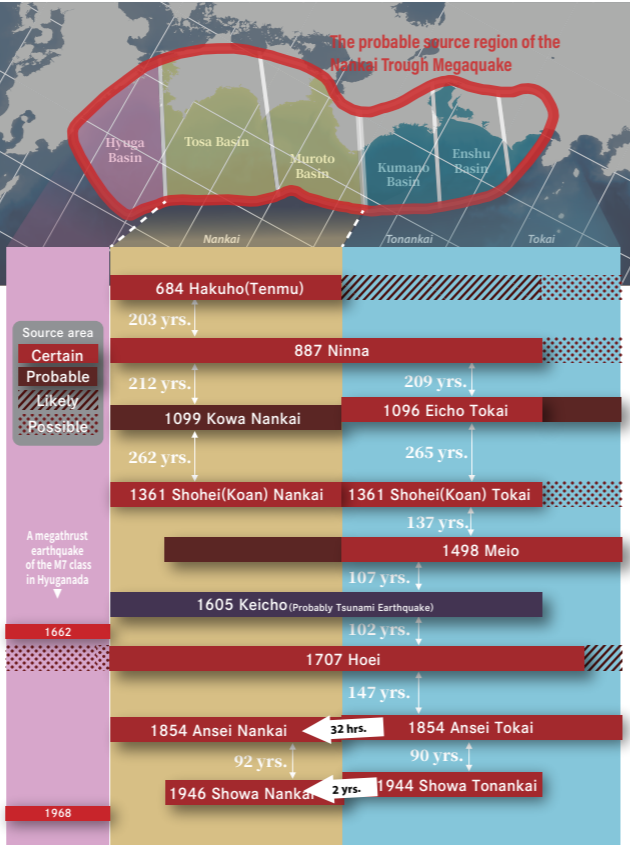 The probable source region of the
Nankai Trough Megaquake
Hyuga
Basin
Tosa Basin
Muroto
Basin
Kumano
Basin
Enshu
Basin
Nankai
Tonankai
Tokai
684 Hakuho(Tenmu)
203 yrs.
Source area
Certain
Probable
Likely
Possible
887 Ninna
212 yrs.
209 yrs.
1099 Kowa Nankai
1096 Eicho Tokai
262 yrs.
265 yrs.
1361 Shohei(Koan) Nankai
1361 Shohei(Koan) Tokai
137 yrs.
A megathrust
earthquake
of the M7 class
in Hyuganada
1498 Meio
107 yrs.
1605 Keicho(Probably Tsunami Earthquake)
1662
102 yrs.
1707 Hoei
147 yrs.
1854 Ansei Nankai
32 hrs.
1854 Ansei Tokai
92 yrs.
90 yrs.
1946 Showa Nankai
2 yrs.
1944 Showa Tonankai
1968